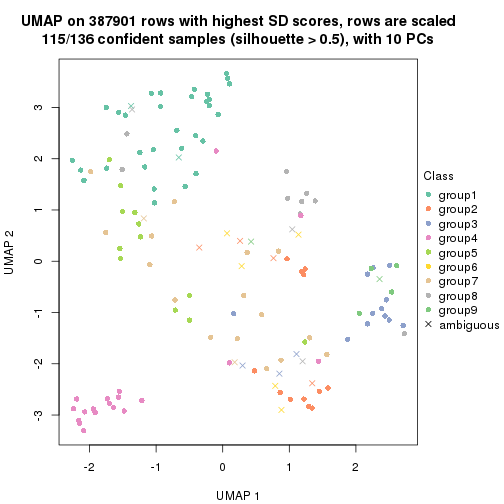 UMAP on 387901 rows with highest SD scores, rows are scaled
115/136 confident samples (silhouette > 0.5), with 10 PCs
3
2
1
0
-1
-2
-3
UMAP 2
-2
-1
0
1
2
UMAP 1
Class
group1
group2
group3
group4
group5
group6
group7
group8
group9
ambiguous